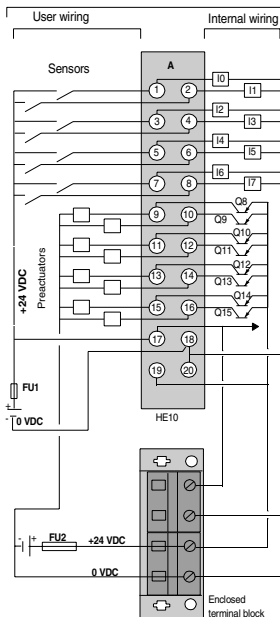 User wiring
Internal wiring
Sensors
A
I0
1 2 I1
I2
3 4 I3
I4
5 6 I5
I6
7 8 I7
Q8
9 10
Q9
Q10
11 12
Q11
Q12
13 14
Q13
Q14
15 16
Q15
+24 VDC
Preactuators
17 18
19 20
FU1
+
-
0 VDC
HE10
- + FU2 +24 VDC
0 VDC
Enclosed
terminal block